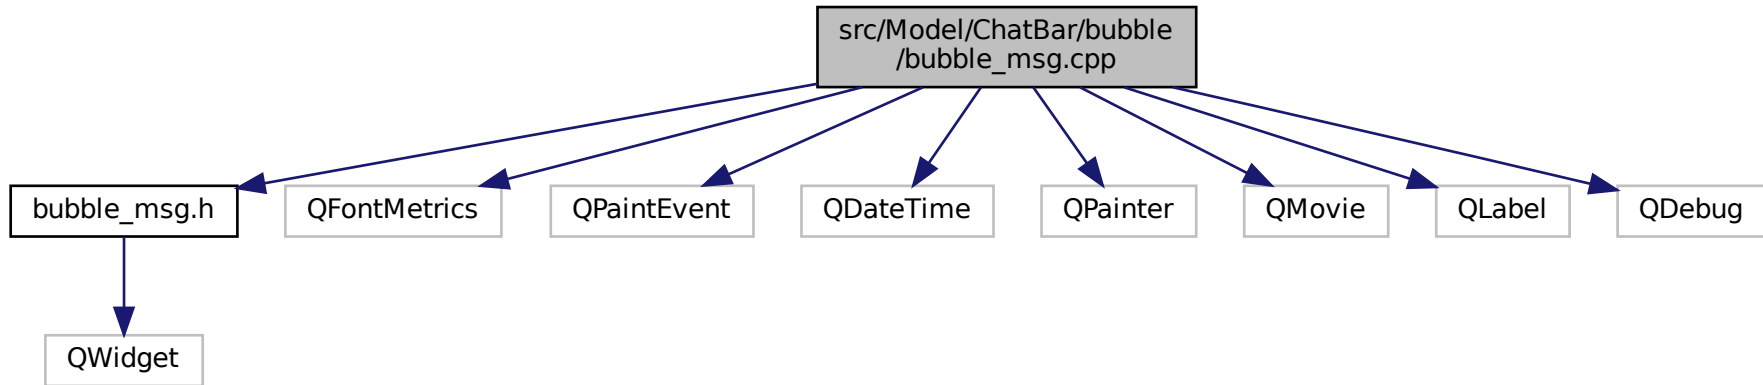 src/Model/ChatBar/bubble
/bubble_msg.cpp
bubble_msg.h
QFontMetrics
QPaintEvent
QDateTime
QPainter
QMovie
QLabel
QDebug
QWidget